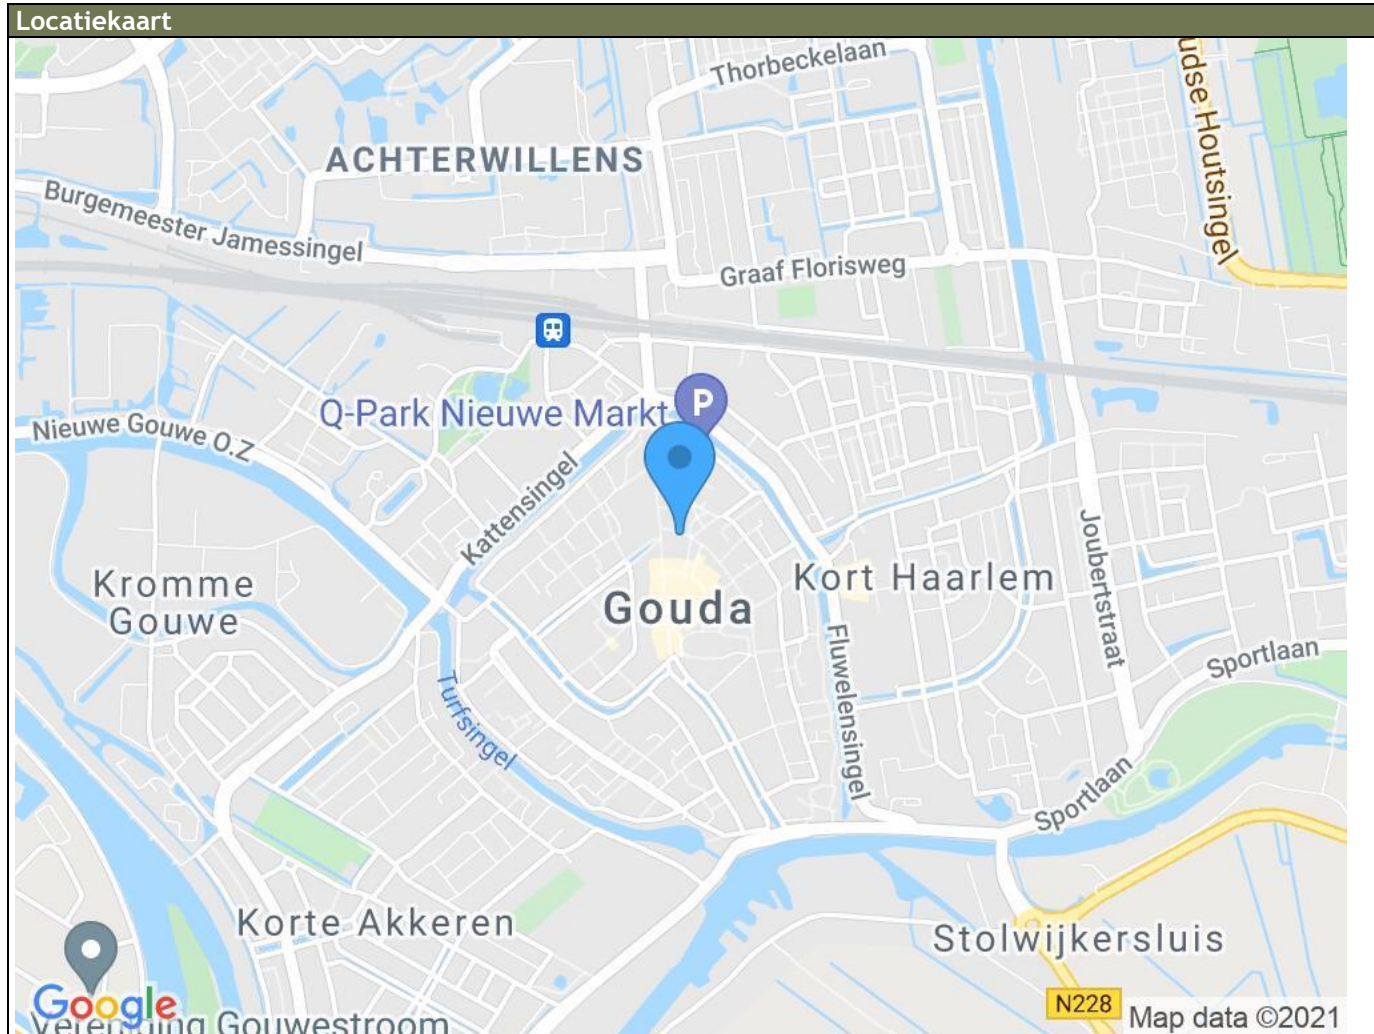 Locatiekaart
Thorbeckelaan
udse Houtsingel
ACHTERWILLENS
Burgemeester Jamessingel
Graaf Florisweg
Q-Park Nieuwe Markt
P
Nieuwe Gouwe O.Z
Kattensingel
Joubertstraat
Kromme
Gouwe
Kort Haarlem
Gouda
Fluwelensingel
Sportlaan
Turfsingel
Sportlaan
Korte Akkeren
Stolwijkersluis
N228
Google
Vereniging Gouwestroom
Map data ©2021